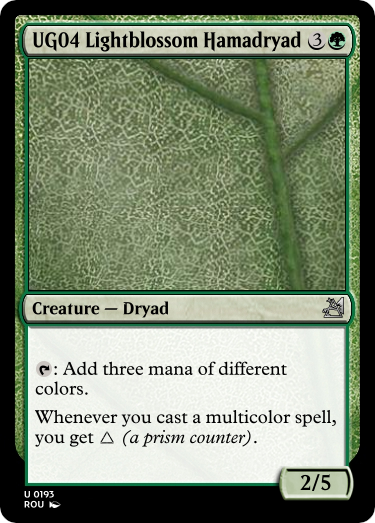 UG04 Lightblossom Hamadryad 3
Creature — Dryad
: Add three mana of different
colors.
Whenever you cast a multicolor spell,
you get △ (a prism counter).
2/5
U 0193
ROU